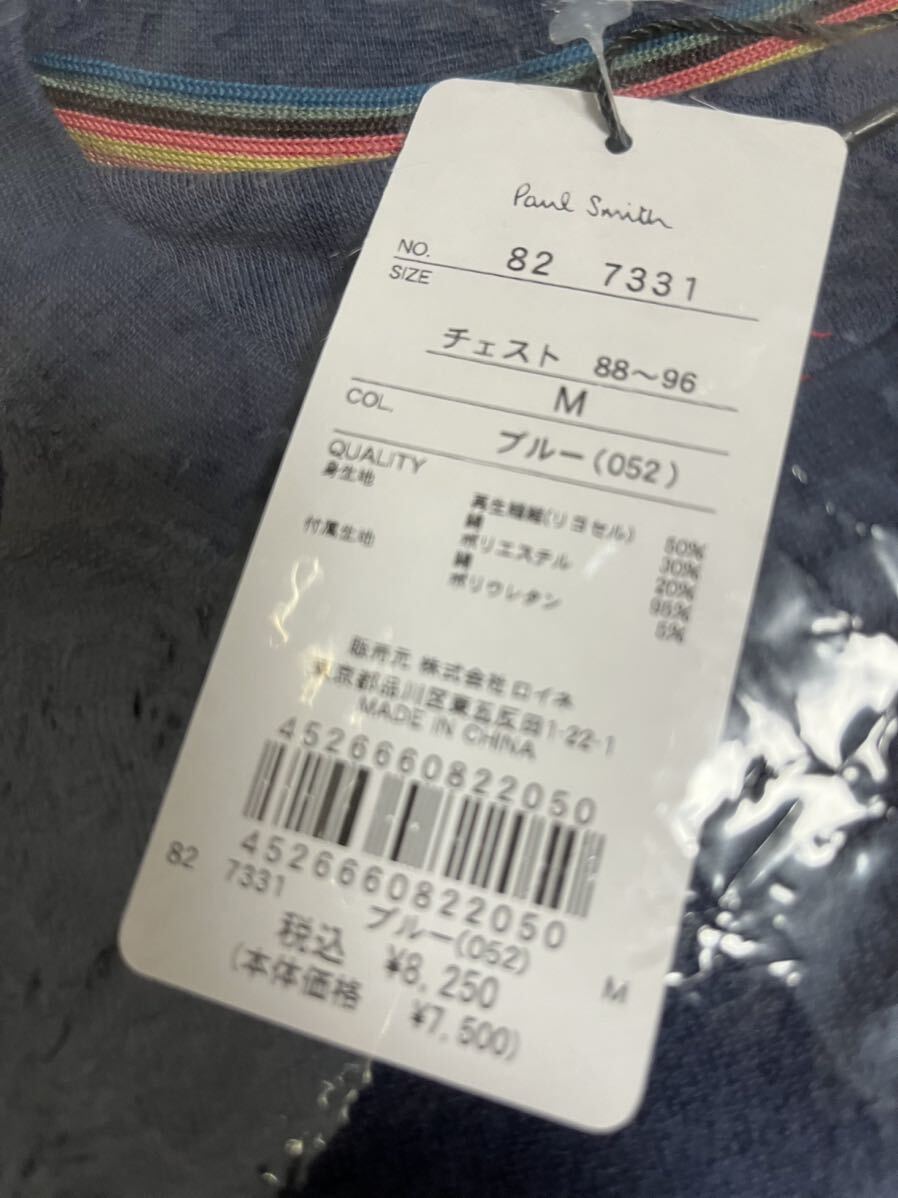 Paul Smith
NO. 82 7331
SIZE
チェスト 88～96
M
COL.
ブルー(052)
QUALITY
身生地 再生繊維(リヨセル) 50%
綿 30%
ポリエステル 20%
付属生地 綿 95%
ポリウレタン 5%
販売元 株式会社 ロイネ
東京都品川区東五反田1-22-1
MADE IN CHINA
4526660822050
4526660822050
82 7331
ブルー(052)
M
税込 ¥8,250
(本体価格 ¥7,500)